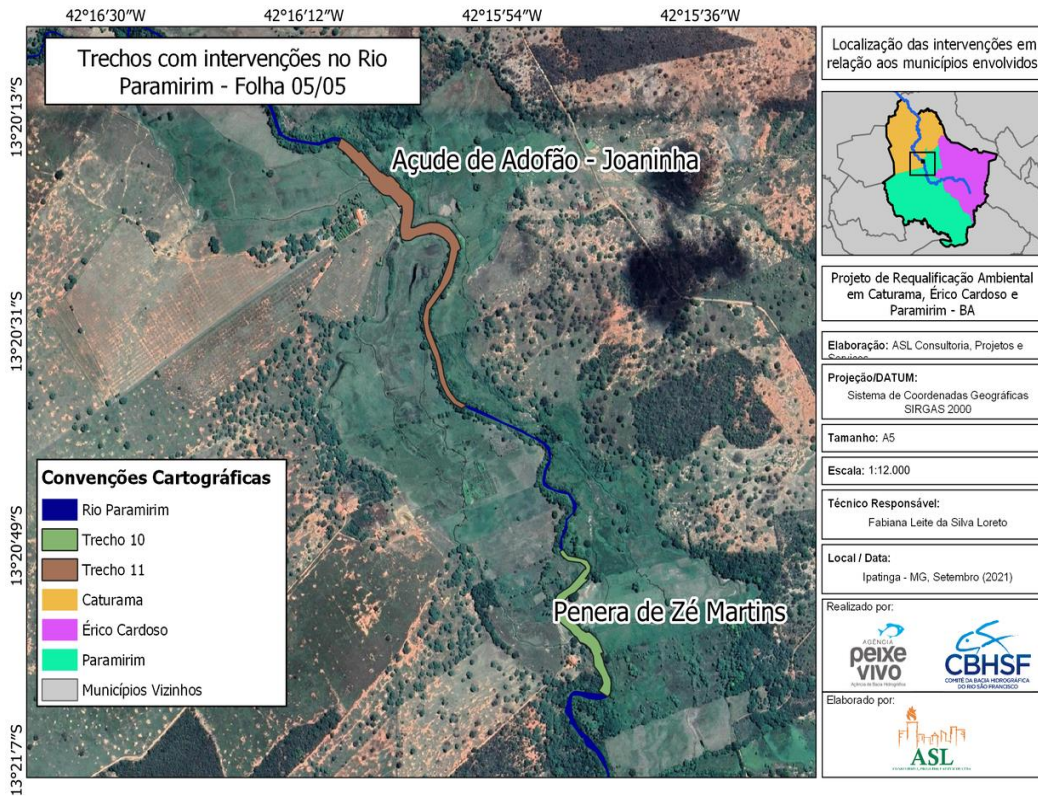 42°16'30"W
42°16'12"W
42°15'54"W
42°15'36"W
13°20'13"S
13°20'31"S
13°20'49"S
13°21'7"S
Trechos com intervenções no Rio
Paramirim - Folha 05/05
Açude de Adofão - Joaninha
Penera de Zé Martins
Convenções Cartográficas
Rio Paramirim
Trecho 10
Trecho 11
Caturama
Érico Cardoso
Paramirim
Municípios Vizinhos
Localização das intervenções em
relação aos municípios envolvidos
Projeto de Requalificação Ambiental
em Caturama, Érico Cardoso e
Paramirim - BA
Elaboração: ASL Consultoria, Projetos e
Serviços
Projeção/DATUM:
Sistema de Coordenadas Geográficas
SIRGAS 2000
Tamanho: A5
Escala: 1:12.000
Técnico Responsável:
Fabiana Leite da Silva Loreto
Local / Data:
Ipatinga - MG, Setembro (2021)
Realizado por:
AGÊNCIA
peixe
vivo
Agência de Bacia Hidrográfica
CBHSF
COMITÊ DA BACIA HIDROGRÁFICA
DO RIO SÃO FRANCISCO
Elaborado por:
ASL